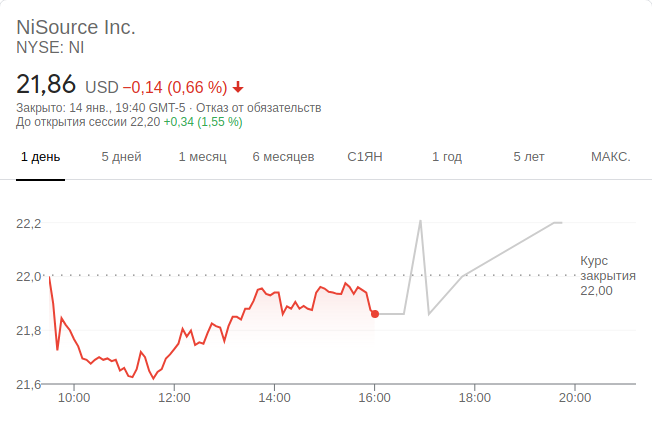 NiSource Inc.
NYSE: NI
21,86 USD −0,14 (0,66 %)
Закрыто: 14 янв., 19:40 GMT-5 · Отказ от обязательств
До открытия сессии 22,20 +0,34 (1,55 %)
1 день 5 дней 1 месяц 6 месяцев С1ЯН 1 год 5 лет МАКС.
22,2
22,0
21,8
21,6
Курс
закрытия
22,00
10:00 12:00 14:00 16:00 18:00 20:00